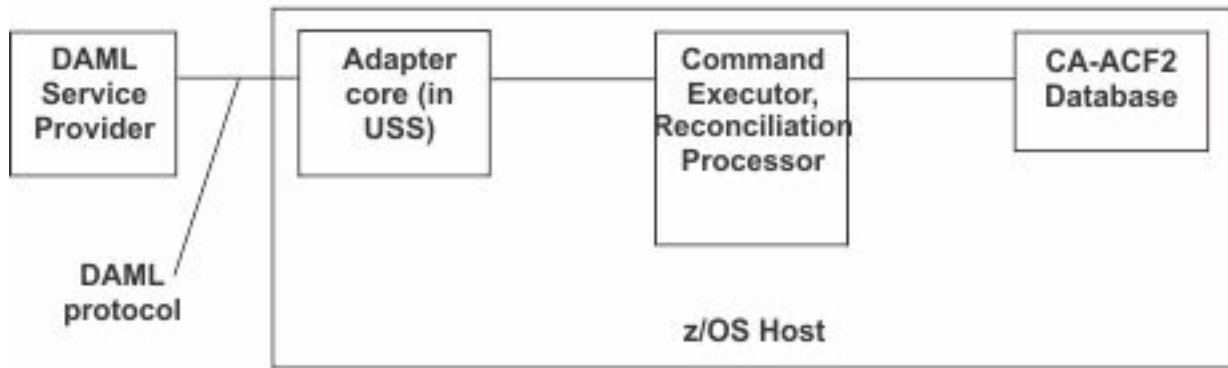 DAML
Service
Provider
Adapter
core (in
USS)
Command
Executor,
Reconciliation
Processor
CA-ACF2
Database
DAML
protocol
z/OS Host